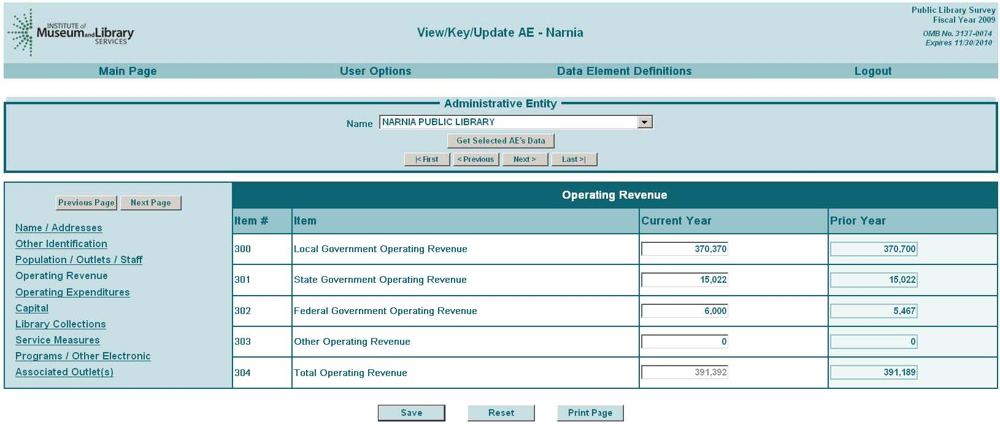 INSTITUTE of
Museum and Library
SERVICES
View/Key/Update AE - Narnia
Public Library Survey
Fiscal Year 2009
OMB No. 3137-0074
Expires 11/30/2010
Main Page User Options Data Element Definitions Logout
Administrative Entity
Name NARNIA PUBLIC LIBRARY
Get Selected AE's Data
|< First < Previous Next > Last >|
Previous Page Next Page
Name / Addresses
Other Identification
Population / Outlets / Staff
Operating Revenue
Operating Expenditures
Capital
Library Collections
Service Measures
Programs / Other Electronic
Associated Outlet(s)
Operating Revenue
Item # Item Current Year Prior Year
300 Local Government Operating Revenue 370,370 370,700
301 State Government Operating Revenue 15,022 15,022
302 Federal Government Operating Revenue 6,000 5,467
303 Other Operating Revenue 0 0
304 Total Operating Revenue 391,392 391,189
Save Reset Print Page